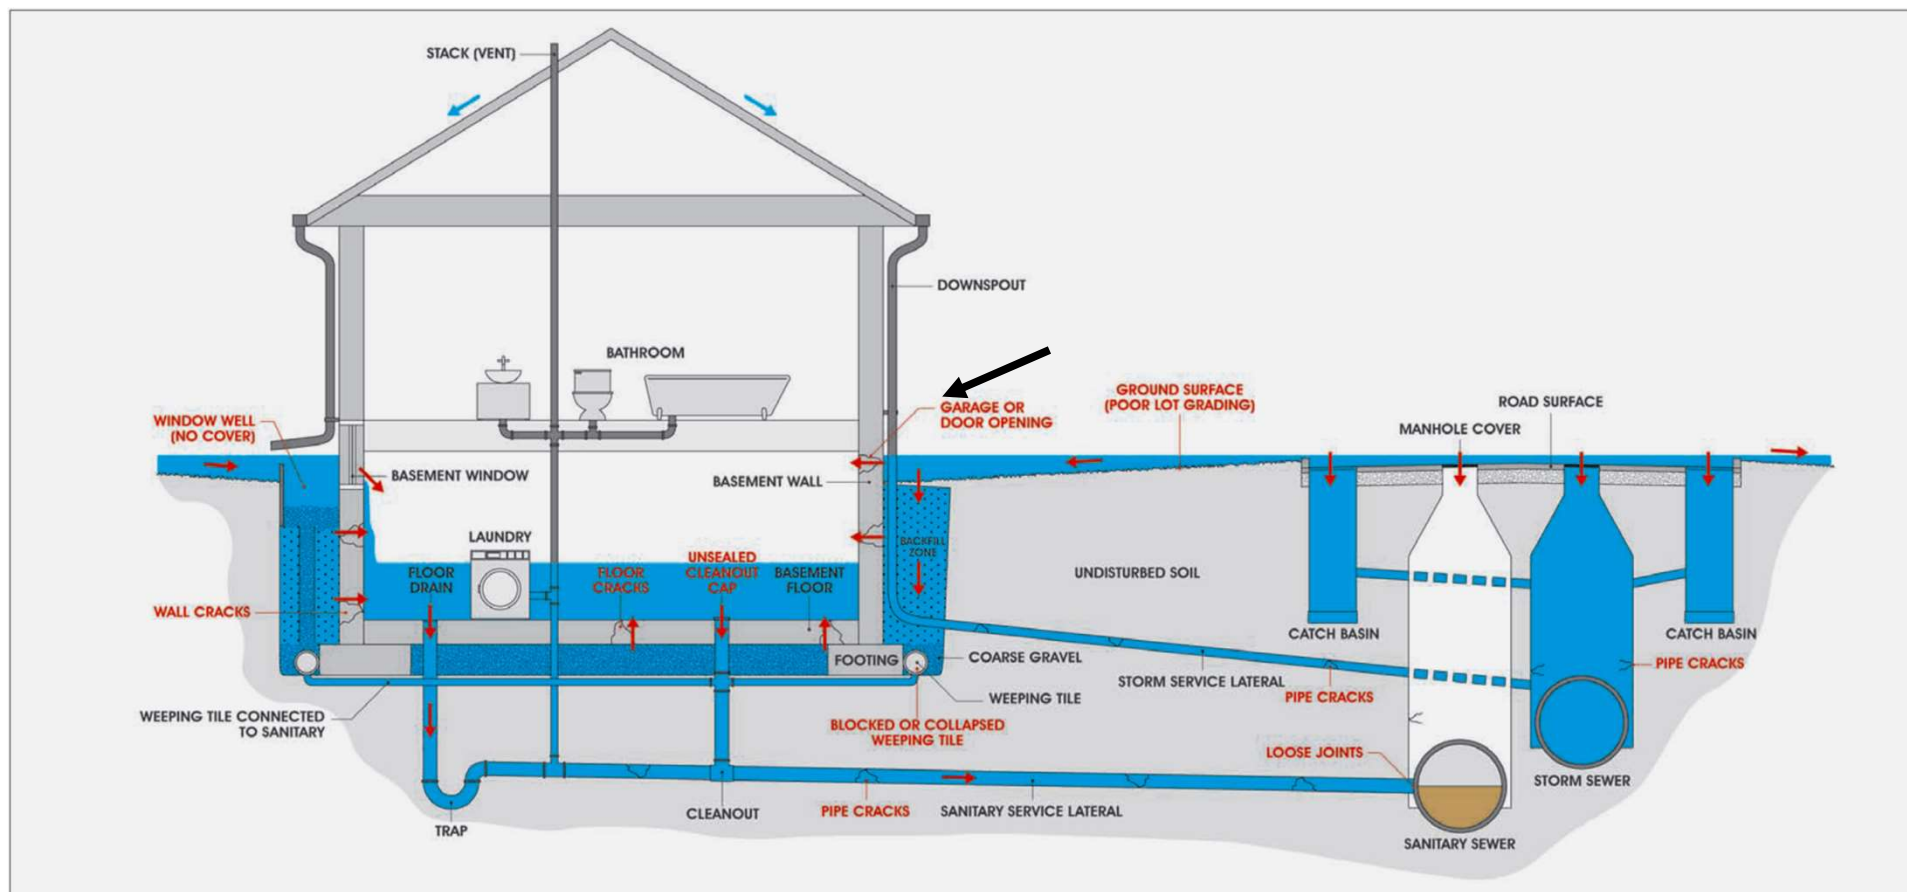 STACK (VENT)
DOWNSPOUT
BATHROOM
GARAGE OR
DOOR OPENING
GROUND SURFACE
(POOR LOT GRADING)
ROAD SURFACE
MANHOLE COVER
WINDOW WELL
(NO COVER)
BASEMENT WINDOW
BASEMENT WALL
LAUNDRY
BACKFILL
ZONE
UNDISTURBED SOIL
FLOOR
DRAIN
FLOOR
CRACKS
UNSEALED
CLEANOUT
CAP
BASEMENT
FLOOR
WALL CRACKS
CATCH BASIN
CATCH BASIN
FOOTING
COARSE GRAVEL
STORM SERVICE LATERAL
PIPE CRACKS
PIPE CRACKS
WEEPING TILE
WEEPING TILE CONNECTED
TO SANITARY
BLOCKED OR COLLAPSED
WEEPING TILE
LOOSE JOINTS
STORM SEWER
TRAP
CLEANOUT
PIPE CRACKS
SANITARY SERVICE LATERAL
SANITARY SEWER